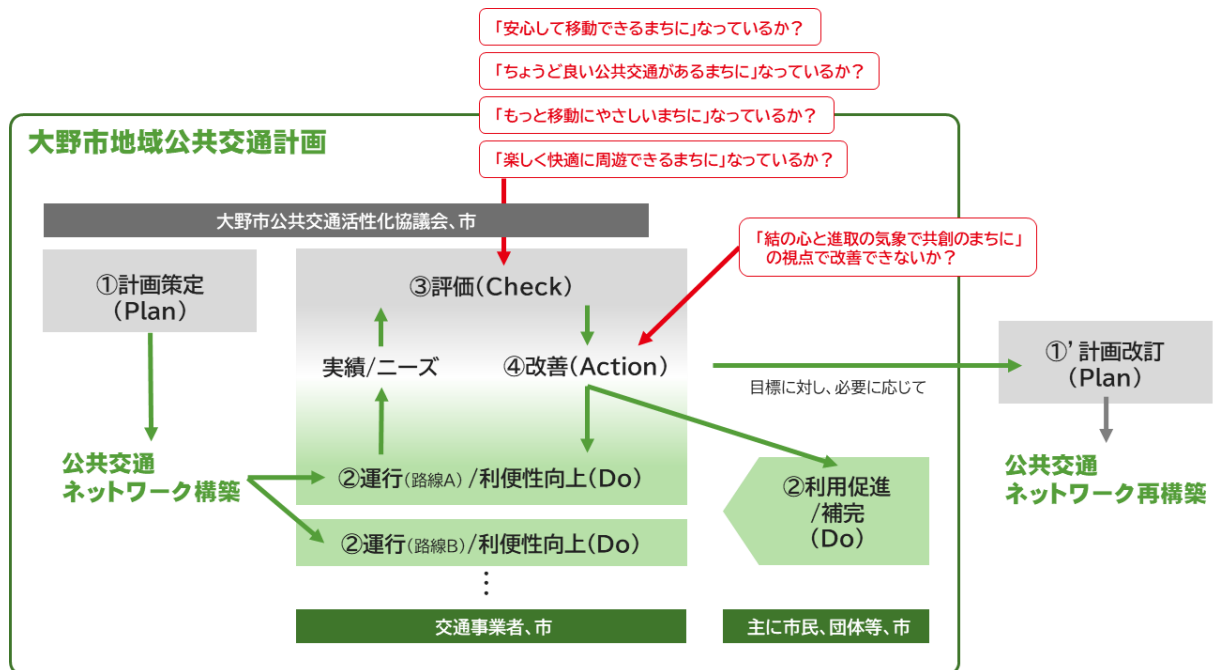 「安心して移動できるまちに」なっているか？
「ちょうど良い公共交通があるまちに」なっているか？
「もっと移動にやさしいまちに」なっているか？
「楽しく快適に周遊できるまちに」なっているか？
大野市地域公共交通計画
大野市公共交通活性化協議会、市
「結の心と進取の気象で共創のまちに」
の視点で改善できないか？
①計画策定
(Plan)
③評価(Check)
実績/ニーズ
④改善(Action)
目標に対し、必要に応じて
①’計画改訂
(Plan)
公共交通
ネットワーク構築
②運行(路線A)/利便性向上(Do)
②運行(路線B)/利便性向上(Do)
⋮
②利用促進
/補完
(Do)
公共交通
ネットワーク再構築
交通事業者、市
主に市民、団体等、市